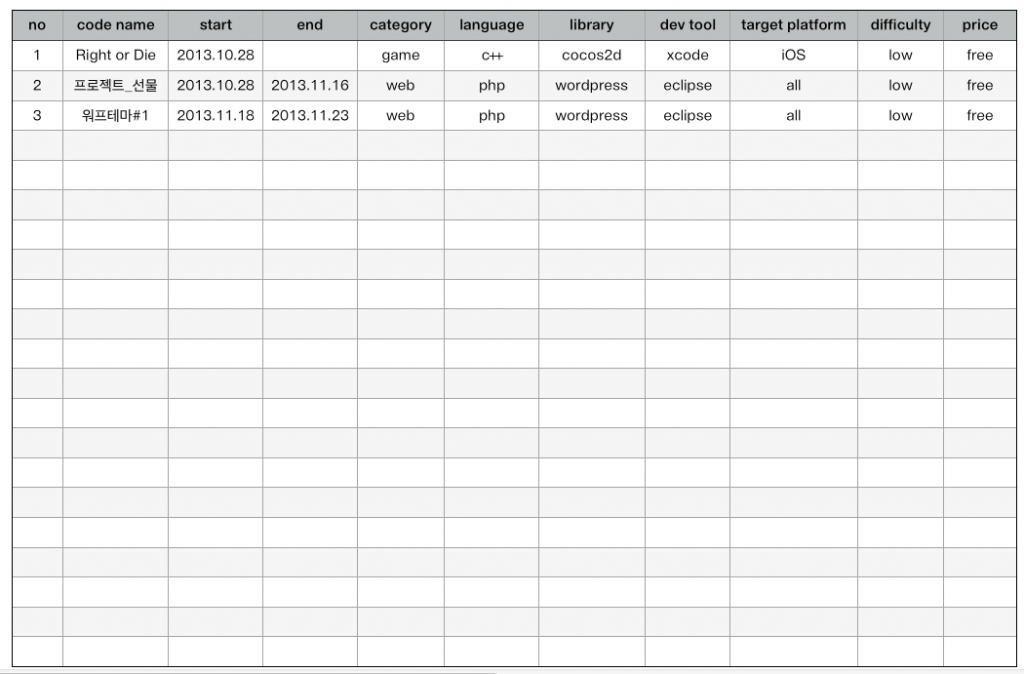 no code name start end category language library dev tool target platform difficulty price
1 Right or Die 2013.10.28 game c++ cocos2d xcode iOS low free
2 프로젝트_선물 2013.10.28 2013.11.16 web php wordpress eclipse all low free
3 워프테마#1 2013.11.18 2013.11.23 web php wordpress eclipse all low free